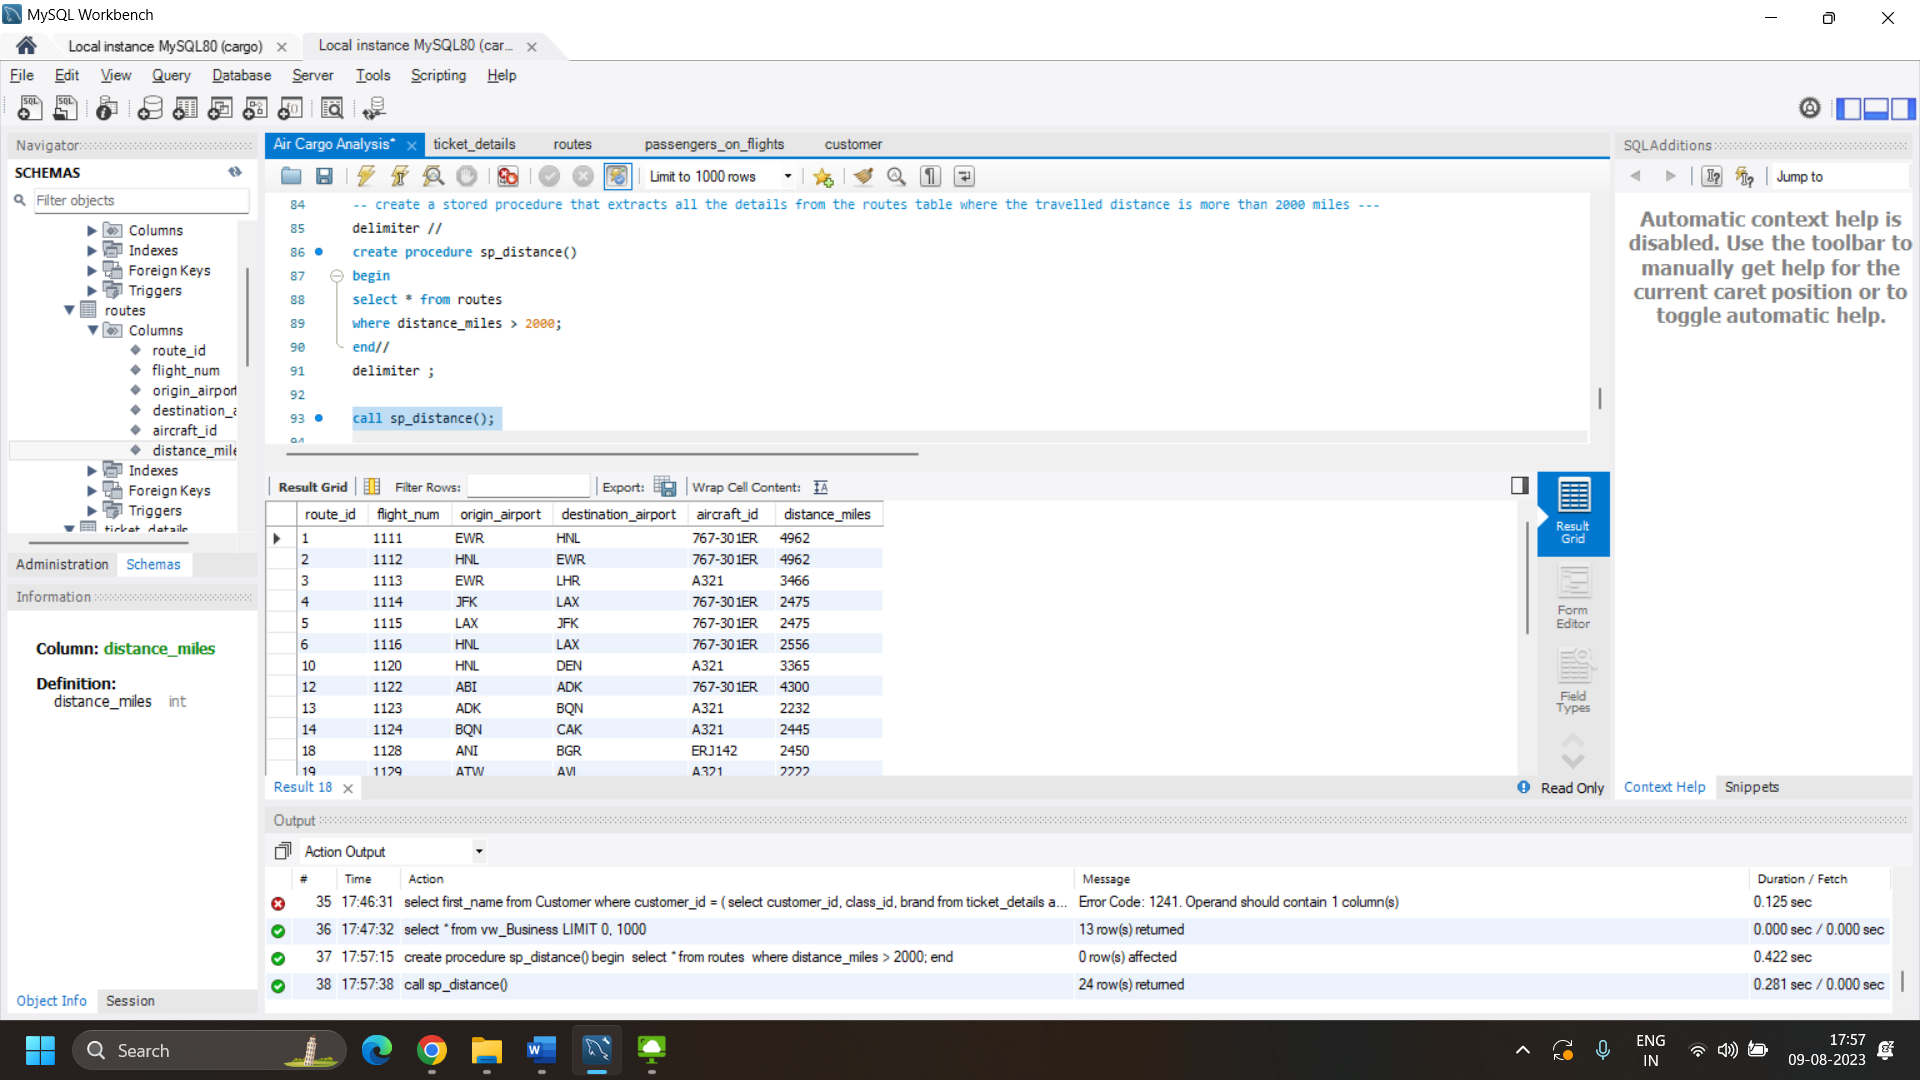 MySQL Workbench
Local instance MySQL80 (cargo)
Local instance MySQL80 (car...
File Edit View Query Database Server Tools Scripting Help
Navigator
SCHEMAS
Filter objects
Columns
Indexes
Foreign Keys
Triggers
routes
Columns
route_id
flight_num
origin_airport
destination_a
aircraft_id
distance_mile
Indexes
Foreign Keys
Triggers
ticket_details
Administration Schemas
Information
Column: distance_miles
Definition:
distance_miles int
Object Info Session
Air Cargo Analysis* ticket_details routes passengers_on_flights customer
Limit to 1000 rows
84 -- create a stored procedure that extracts all the details from the routes table where the travelled distance is more than 2000 miles ---
85 delimiter //
86 create procedure sp_distance()
87 begin
88 select * from routes
89 where distance_miles > 2000;
90 end//
91 delimiter ;
92
93 call sp_distance();
94
Result Grid Filter Rows: Export: Wrap Cell Content:
route_id flight_num origin_airport destination_airport aircraft_id distance_miles
1 1111 EWR HNL 767-301ER 4962
2 1112 HNL EWR 767-301ER 4962
3 1113 EWR LHR A321 3466
4 1114 JFK LAX 767-301ER 2475
5 1115 LAX JFK 767-301ER 2475
6 1116 HNL LAX 767-301ER 2556
10 1120 HNL DEN A321 3365
12 1122 ABI ADK 767-301ER 4300
13 1123 ADK BQN A321 2232
14 1124 BQN CAK A321 2445
18 1128 ANI BGR ERJ142 2450
19 1129 ATW AVL A321 2222
Result 18
Result Grid
Form Editor
Field Types
Read Only
SQLAdditions
Jump to
Automatic context help is
disabled. Use the toolbar to
manually get help for the
current caret position or to
toggle automatic help.
Context Help Snippets
Output
Action Output
# Time Action Message Duration / Fetch
35 17:46:31 select first_name from Customer where customer_id = ( select customer_id, class_id, brand from ticket_details a... Error Code: 1241. Operand should contain 1 column(s) 0.125 sec
36 17:47:32 select * from vw_Business LIMIT 0, 1000 13 row(s) returned 0.000 sec / 0.000 sec
37 17:57:15 create procedure sp_distance() begin select * from routes where distance_miles > 2000; end 0 row(s) affected 0.422 sec
38 17:57:38 call sp_distance() 24 row(s) returned 0.281 sec / 0.000 sec
Search
ENG
IN
17:57
09-08-2023